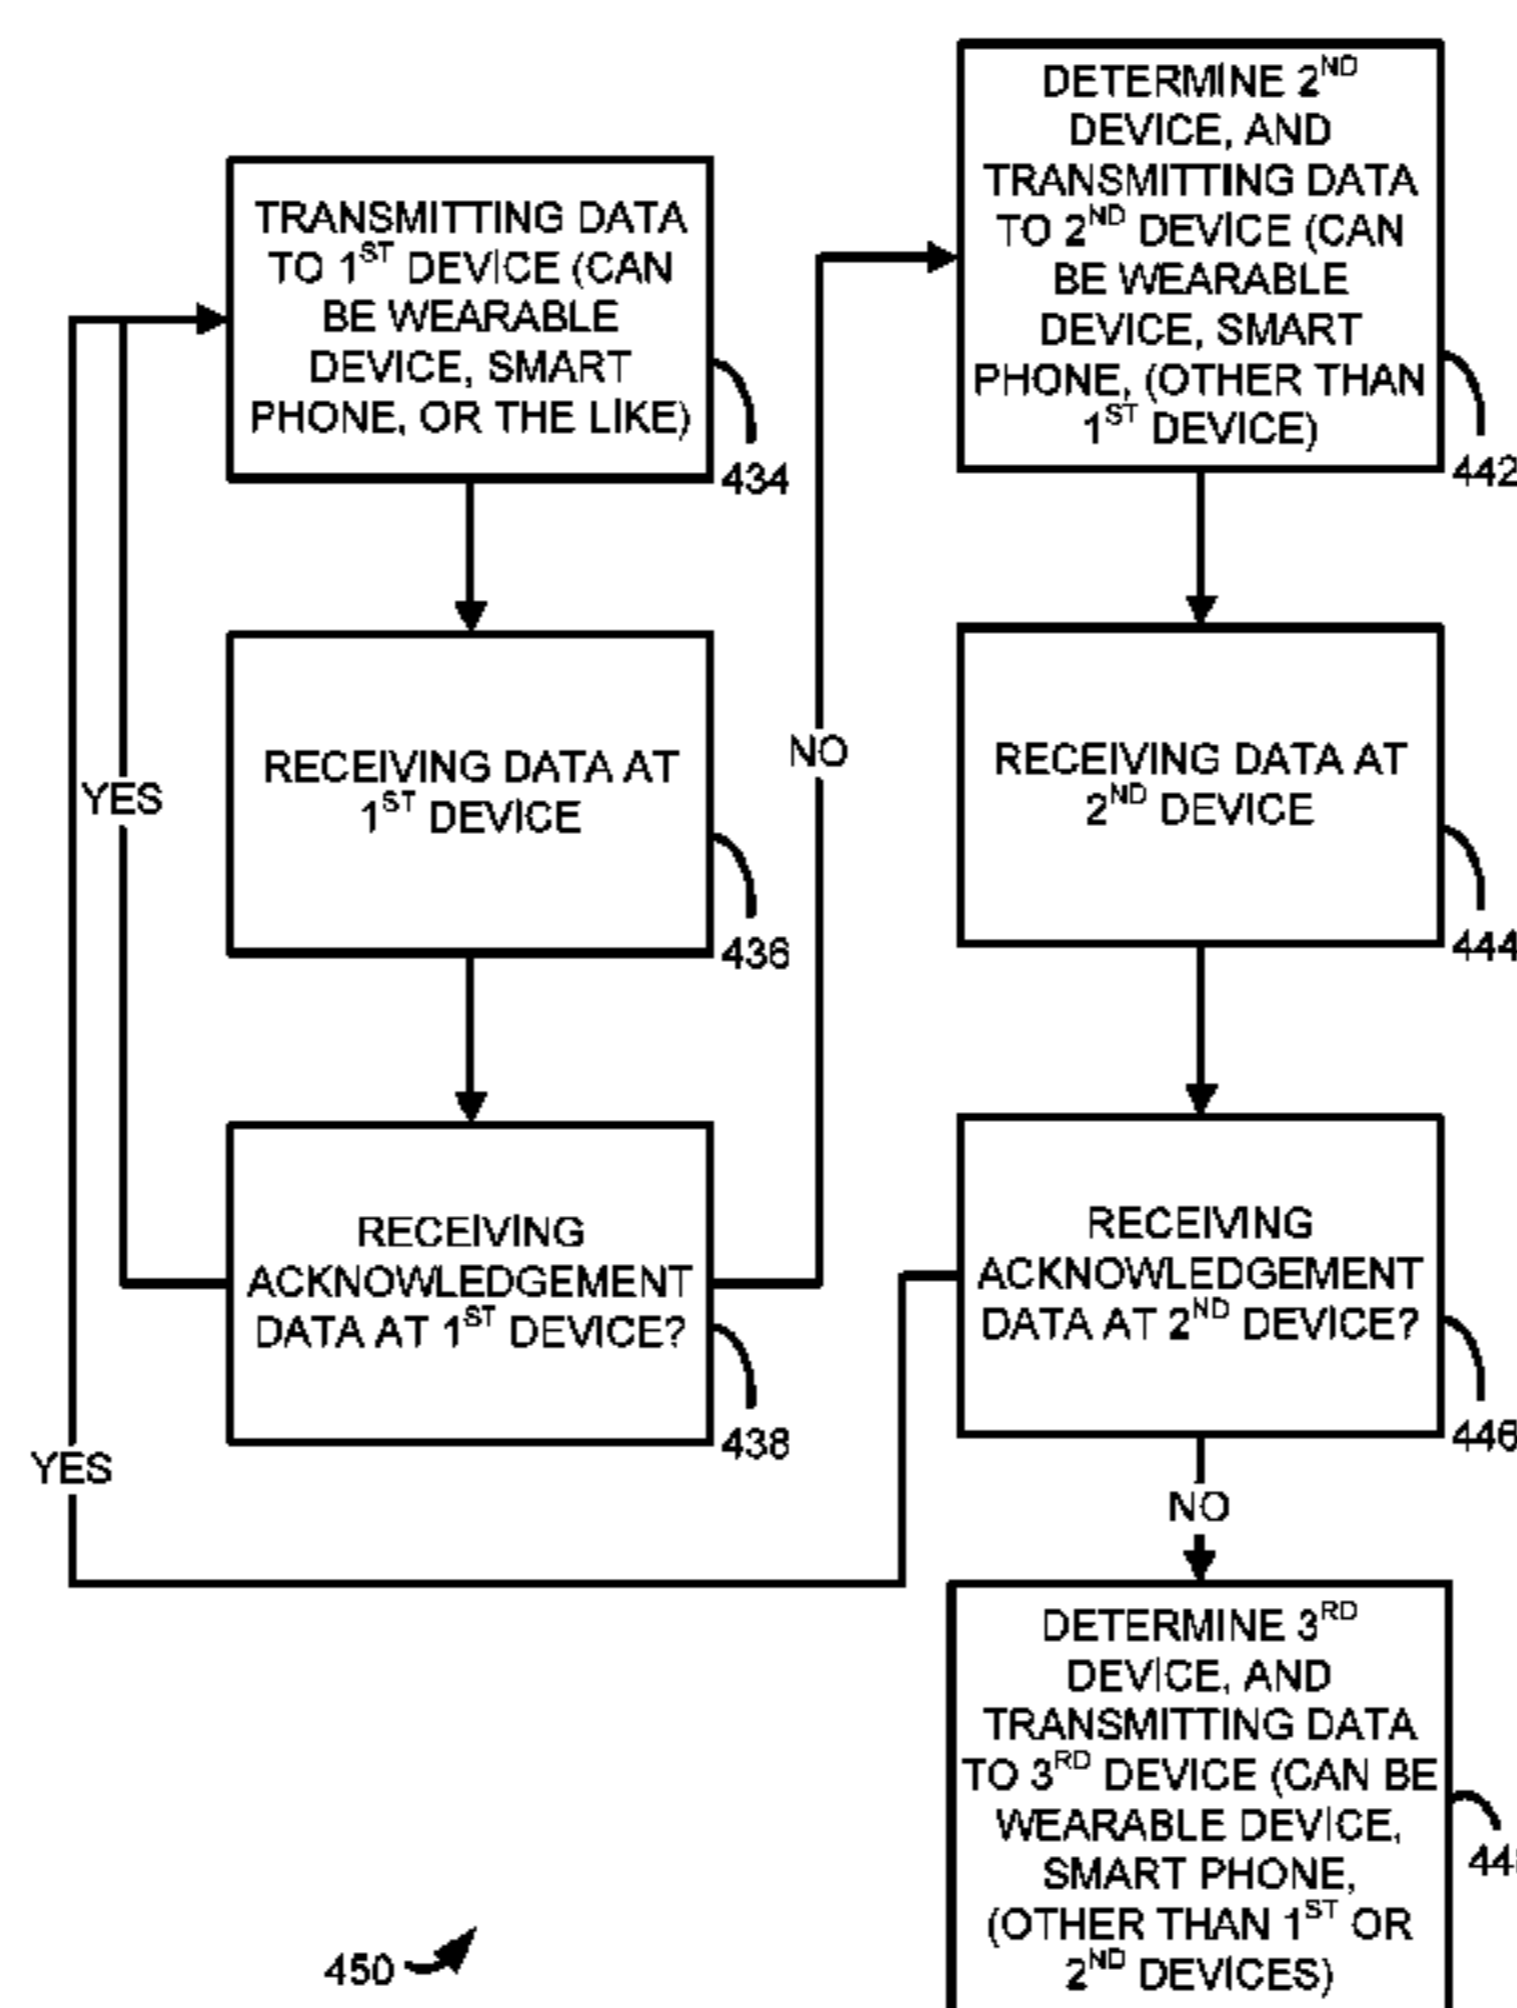 TRANSMITTING DATA
TO 1ST DEVICE (CAN
BE WEARABLE
DEVICE, SMART
PHONE, OR THE LIKE)
434
RECEIVING DATA AT
1ST DEVICE
436
RECEIVING
ACKNOWLEDGEMENT
DATA AT 1ST DEVICE?
438
YES
YES
NO
DETERMINE 2ND
DEVICE, AND
TRANSMITTING DATA
TO 2ND DEVICE (CAN
BE WEARABLE
DEVICE, SMART
PHONE, (OTHER THAN
1ST DEVICE)
442
RECEIVING DATA AT
2ND DEVICE
444
RECEIVING
ACKNOWLEDGEMENT
DATA AT 2ND DEVICE?
446
NO
DETERMINE 3RD
DEVICE, AND
TRANSMITTING DATA
TO 3RD DEVICE (CAN BE
WEARABLE DEVICE,
SMART PHONE,
(OTHER THAN 1ST OR
2ND DEVICES)
450